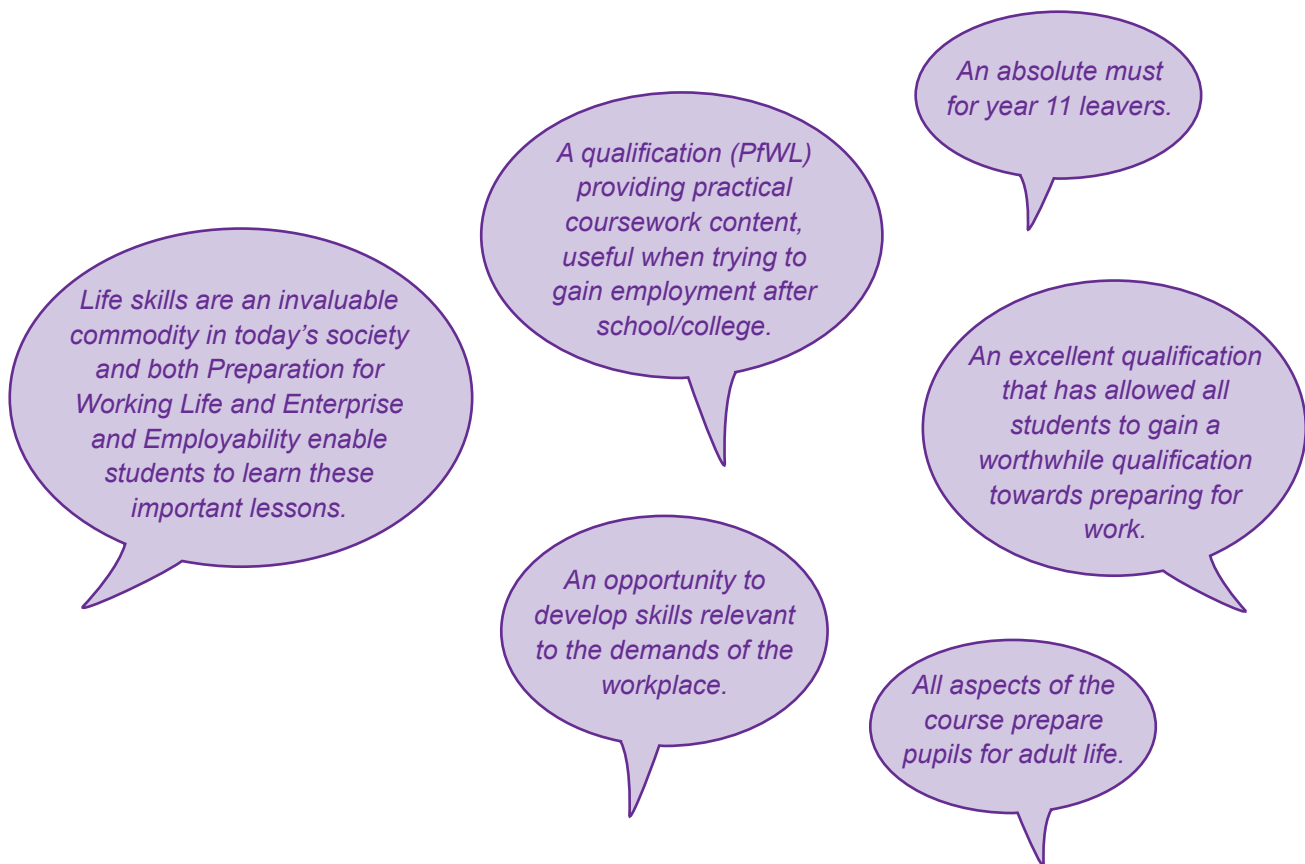 An absolute must
for year 11 leavers.
A qualification (PfWL)
providing practical
coursework content,
useful when trying to
gain employment after
school/college.
Life skills are an invaluable
commodity in today’s society
and both Preparation for
Working Life and Enterprise
and Employability enable
students to learn these
important lessons.
An excellent qualification
that has allowed all
students to gain a
worthwhile qualification
towards preparing for
work.
An opportunity to
develop skills relevant
to the demands of the
workplace.
All aspects of the
course prepare
pupils for adult life.